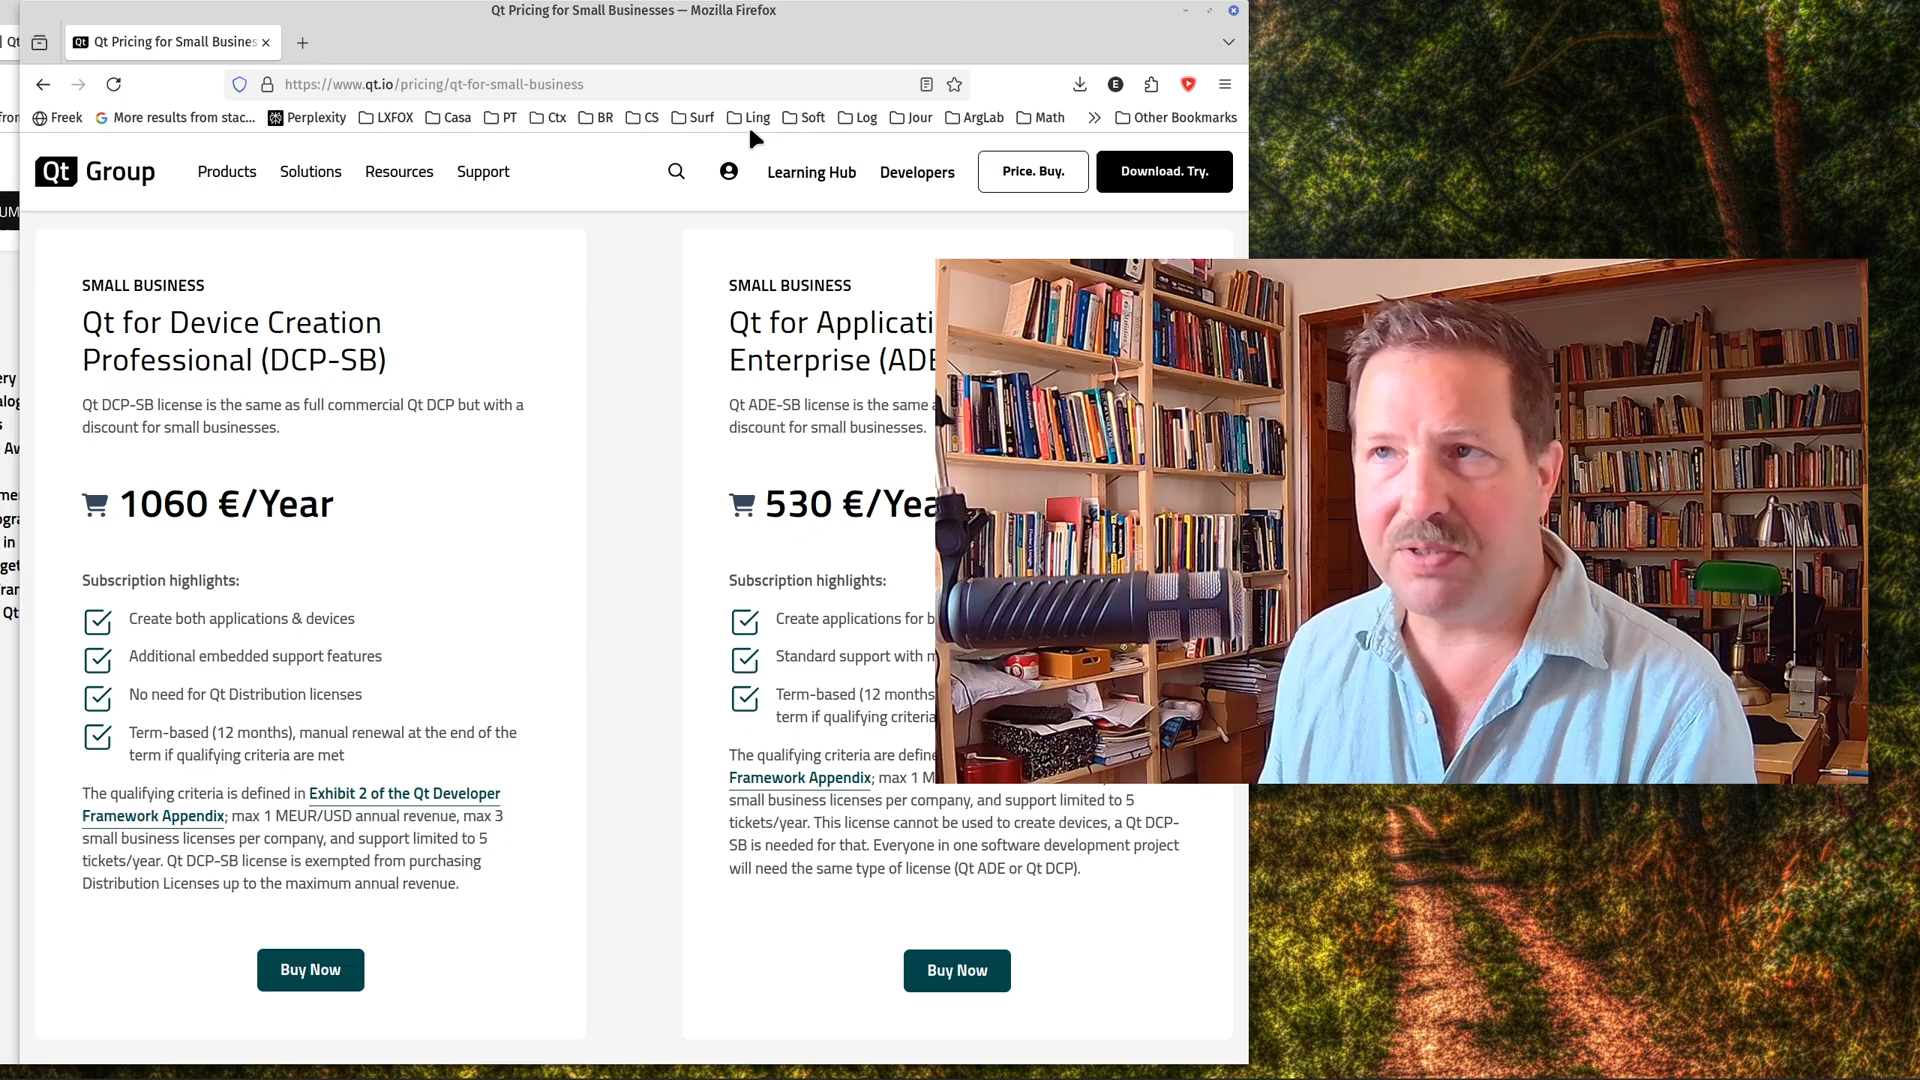 Qt Pricing for Small Businesses — Mozilla Firefox
Qt
Qt Pricing for Small Busines
https://www.qt.io/pricing/qt-for-small-business
Freek
More results from stac...
Perplexity
LXFOX
Casa
PT
Ctx
BR
CS
Surf
Ling
Soft
Log
Jour
ArgLab
Math
Other Bookmarks
Qt Group
Products
Solutions
Resources
Support
Learning Hub
Developers
Price. Buy.
Download. Try.
SMALL BUSINESS
Qt for Device Creation
Professional (DCP-SB)
Qt DCP-SB license is the same as full commercial Qt DCP but with a
discount for small businesses.
1060 €/Year
Subscription highlights:
Create both applications & devices
Additional embedded support features
No need for Qt Distribution licenses
Term-based (12 months), manual renewal at the end of the
term if qualifying criteria are met
The qualifying criteria is defined in Exhibit 2 of the Qt Developer
Framework Appendix; max 1 MEUR/USD annual revenue, max 3
small business licenses per company, and support limited to 5
tickets/year. Qt DCP-SB license is exempted from purchasing
Distribution Licenses up to the maximum annual revenue.
Buy Now
SMALL BUSINESS
Qt for Applicati
Enterprise (ADE
Qt ADE-SB license is the same a
discount for small businesses.
530 €/Yea
Subscription highlights:
Create applications for b
Standard support with m
Term-based (12 months
term if qualifying criteria
The qualifying criteria are define
Framework Appendix; max 1 M
small business licenses per company, and support limited to 5
tickets/year. This license cannot be used to create devices, a Qt DCP-
SB is needed for that. Everyone in one software development project
will need the same type of license (Qt ADE or Qt DCP).
Buy Now